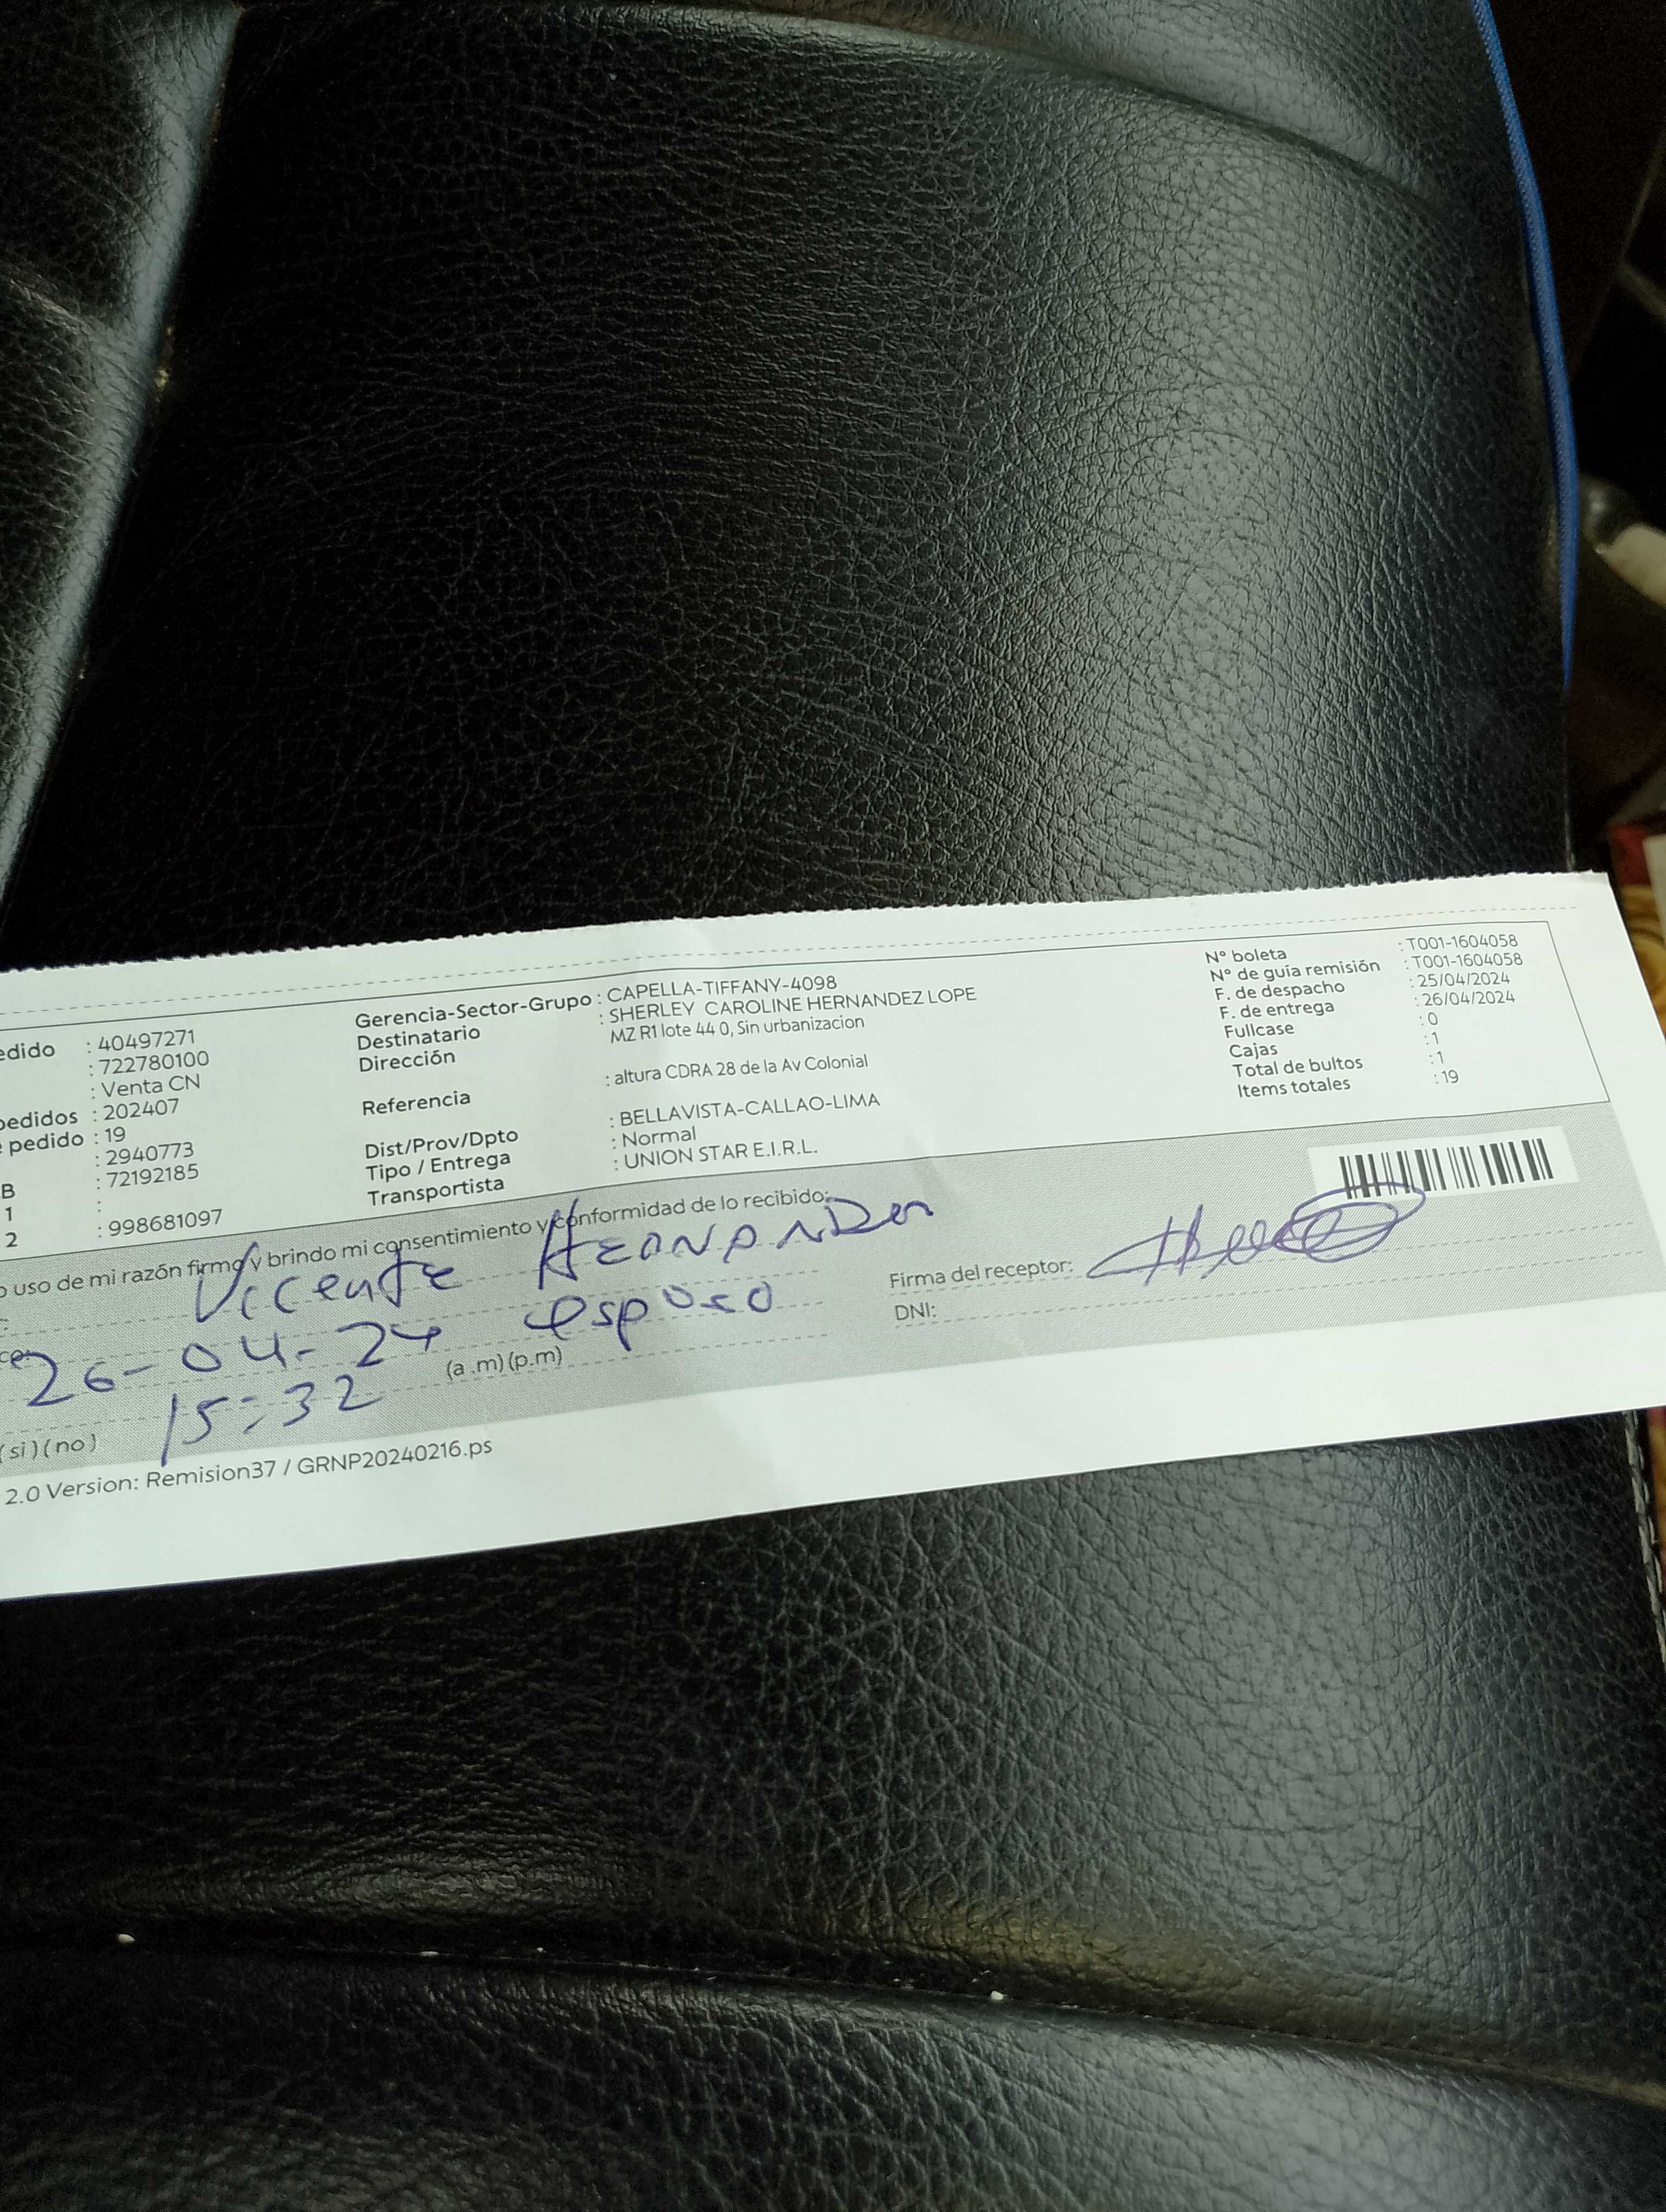 edido : 40497271
: 722780100
: Venta CN
pedidos : 202407
e pedido : 19
: 2940773
B : 72192185
1 :
2 : 998681097
Gerencia-Sector-Grupo : CAPELLA-TIFFANY-4098
Destinatario : SHERLEY CAROLINE HERNANDEZ LOPE
Dirección MZ R1 lote 44 0, Sin urbanizacion
Referencia : altura CDRA 28 de la Av Colonial
Dist/Prov/Dpto : BELLAVISTA-CALLAO-LIMA
Tipo / Entrega : Normal
Transportista : UNION STAR E.I.R.L.
N° boleta : T001-1604058
N° de guía remisión : T001-1604058
F. de despacho : 25/04/2024
F. de entrega : 26/04/2024
Fullcase : 0
Cajas : 1
Total de bultos : 1
Items totales : 19
o uso de mi razón firmo y brindo mi consentimiento y conformidad de lo recibido:
Vicente
esposo
26-04-24
15:32 (a .m) (p.m)
(si) (no)
Firma del receptor:
DNI:
2.0 Version: Remision37 / GRNP20240216.ps